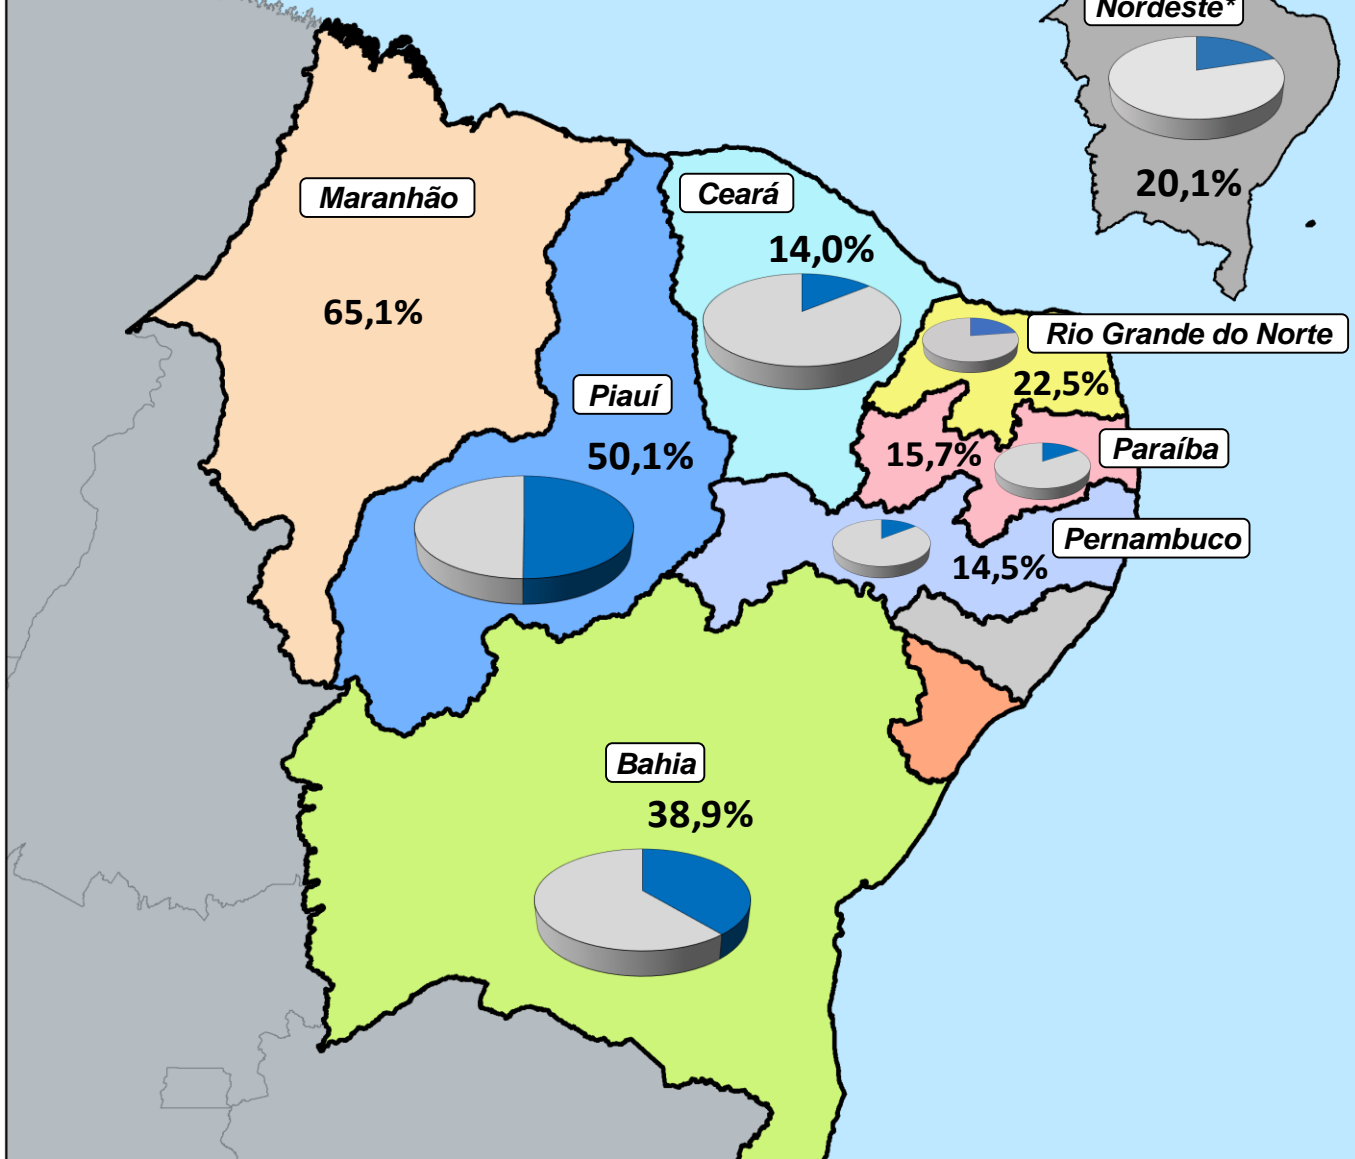 Nordeste*
20,1%
Maranhão
65,1%
Ceará
14,0%
Rio Grande do Norte
22,5%
Piauí
50,1%
Paraíba
15,7%
Pernambuco
14,5%
Bahia
38,9%